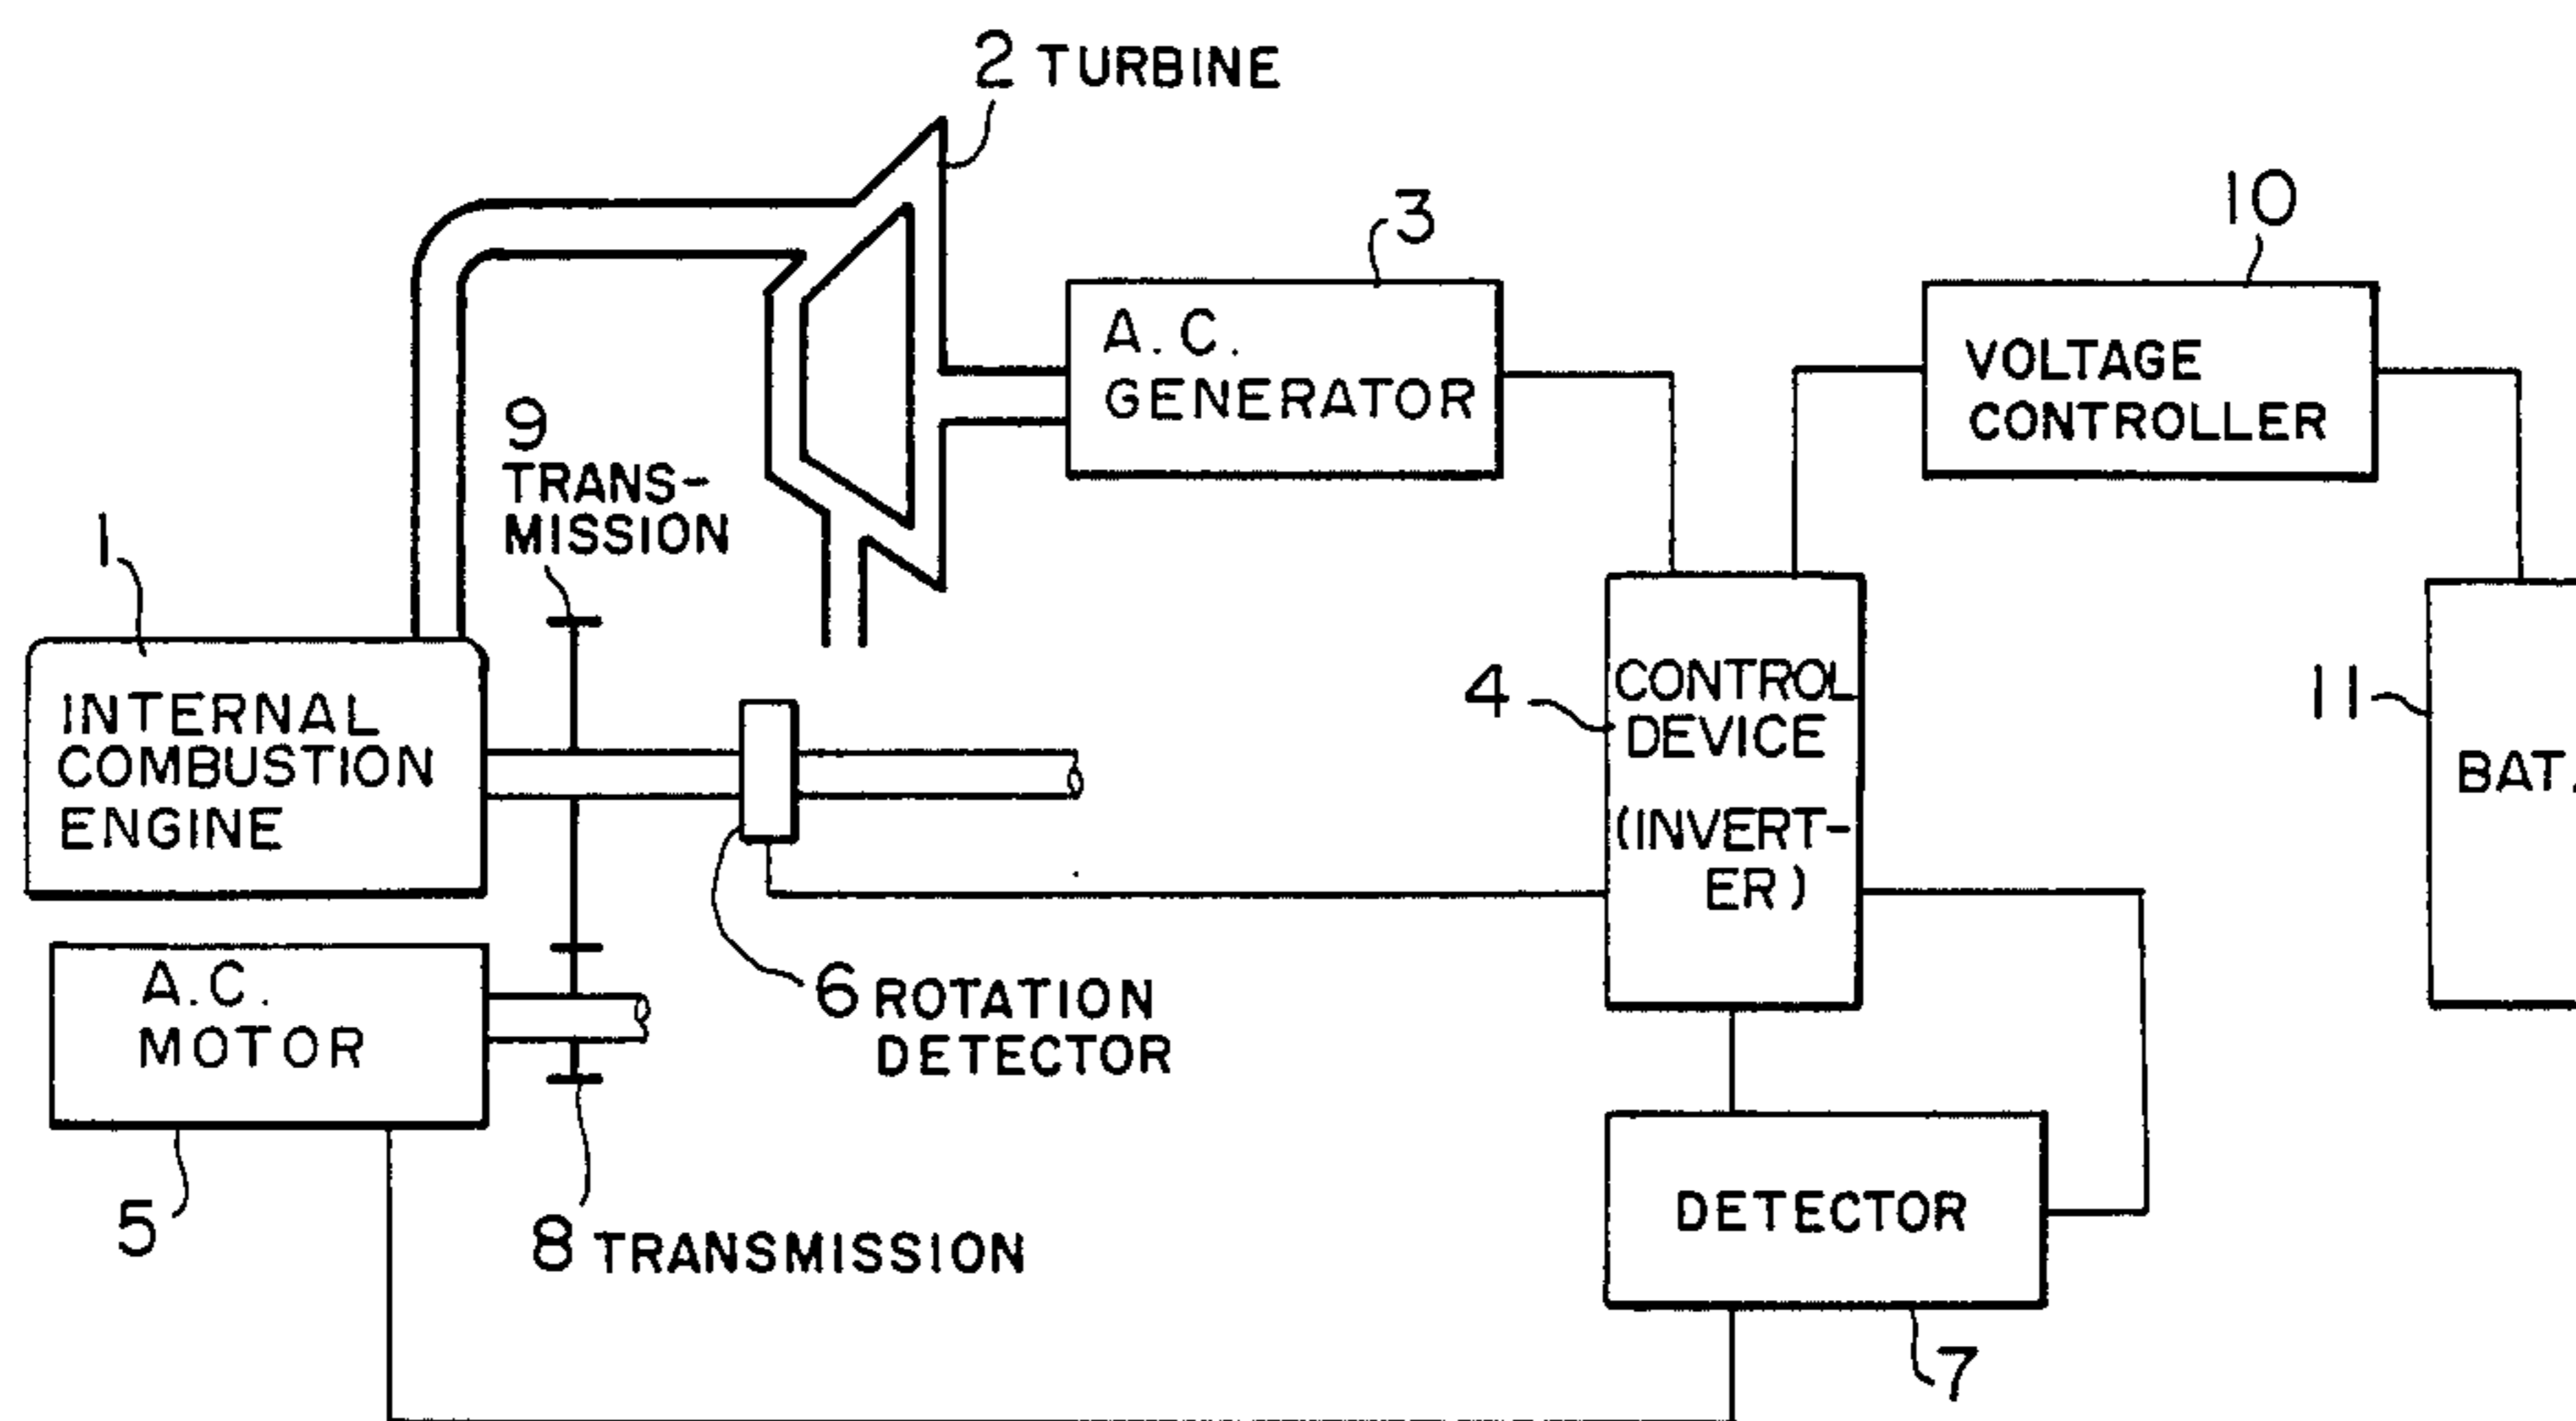 2 TURBINE
3
10
A.C.
GENERATOR
VOLTAGE
CONTROLLER
9
TRANS-
MISSION
1
INTERNAL
COMBUSTION
ENGINE
4
CONTROL
DEVICE
(INVERT-
ER)
11
A.C.
MOTOR
6 ROTATION
DETECTOR
5
8 TRANSMISSION
DETECTOR
7